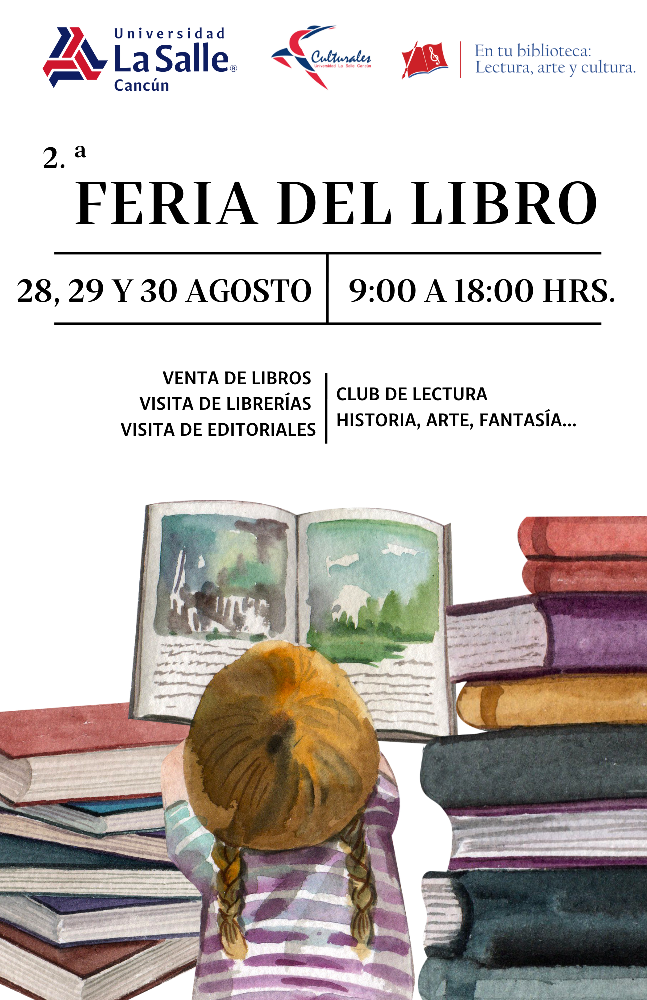 Universidad
La Salle®
Cancún
Culturales
Universidad La Salle Cancún
En tu biblioteca:
Lectura, arte y cultura.
2. ª
FERIA DEL LIBRO
28, 29 Y 30 AGOSTO
9:00 A 18:00 HRS.
VENTA DE LIBROS
VISITA DE LIBRERÍAS
VISITA DE EDITORIALES
CLUB DE LECTURA
HISTORIA, ARTE, FANTASÍA...